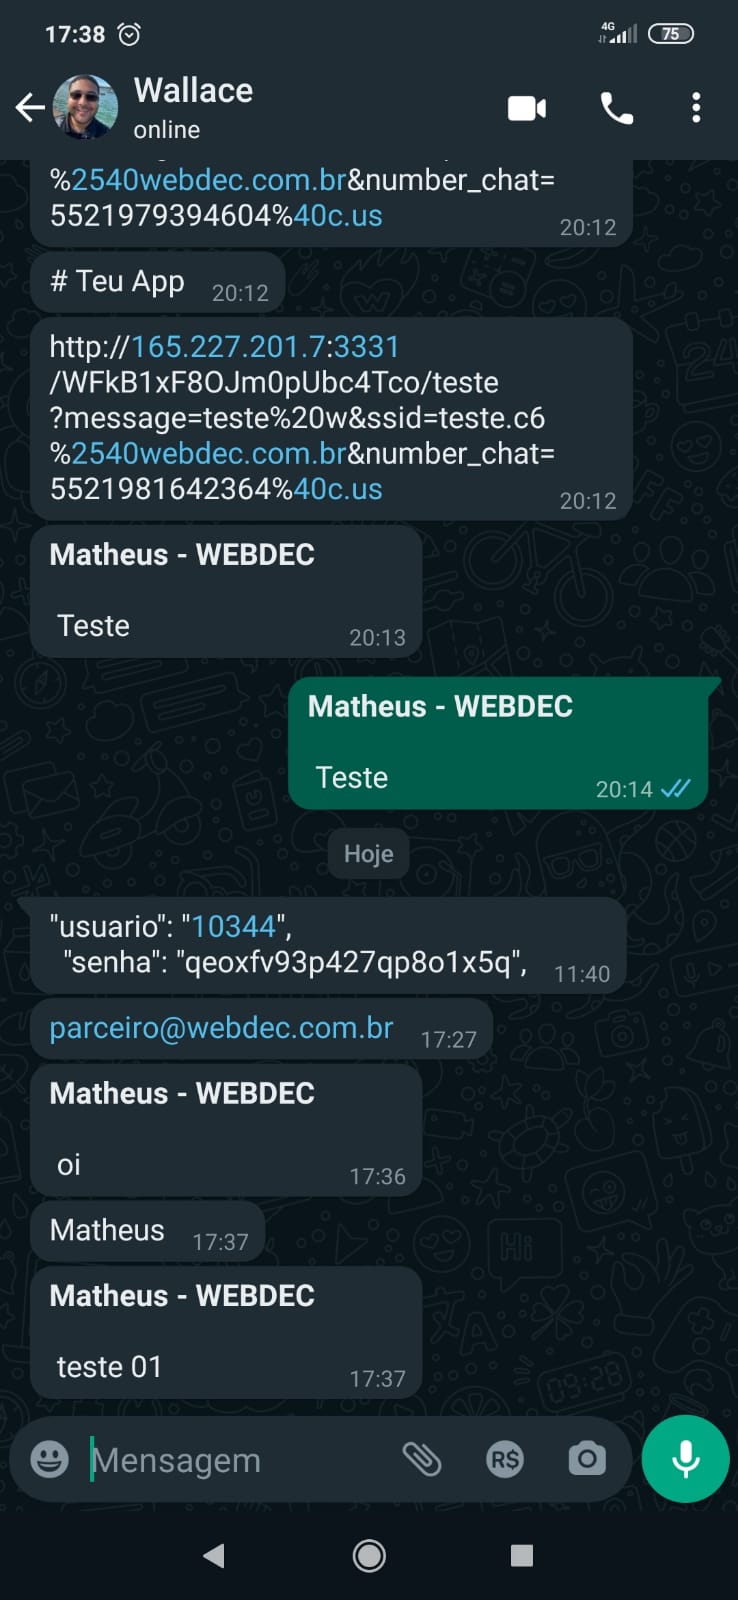 17:38
4G
75
Wallace
online
%2540webdec.com.br&number_chat=
5521979394604%40c.us
20:12
# Teu App
20:12
http://165.227.201.7:3331
/WFkB1xF8OJm0pUbc4Tco/teste
?message=teste%20w&ssid=teste.c6
%2540webdec.com.br&number_chat=
5521981642364%40c.us
20:12
Matheus - WEBDEC
Teste
20:13
Matheus - WEBDEC
Teste
20:14
Hoje
"usuario": "10344",
"senha": "qeoxfv93p427qp8o1x5q",
11:40
parceiro@webdec.com.br
17:27
Matheus - WEBDEC
oi
17:36
Matheus
17:37
Matheus - WEBDEC
teste 01
17:37
Mensagem
R$